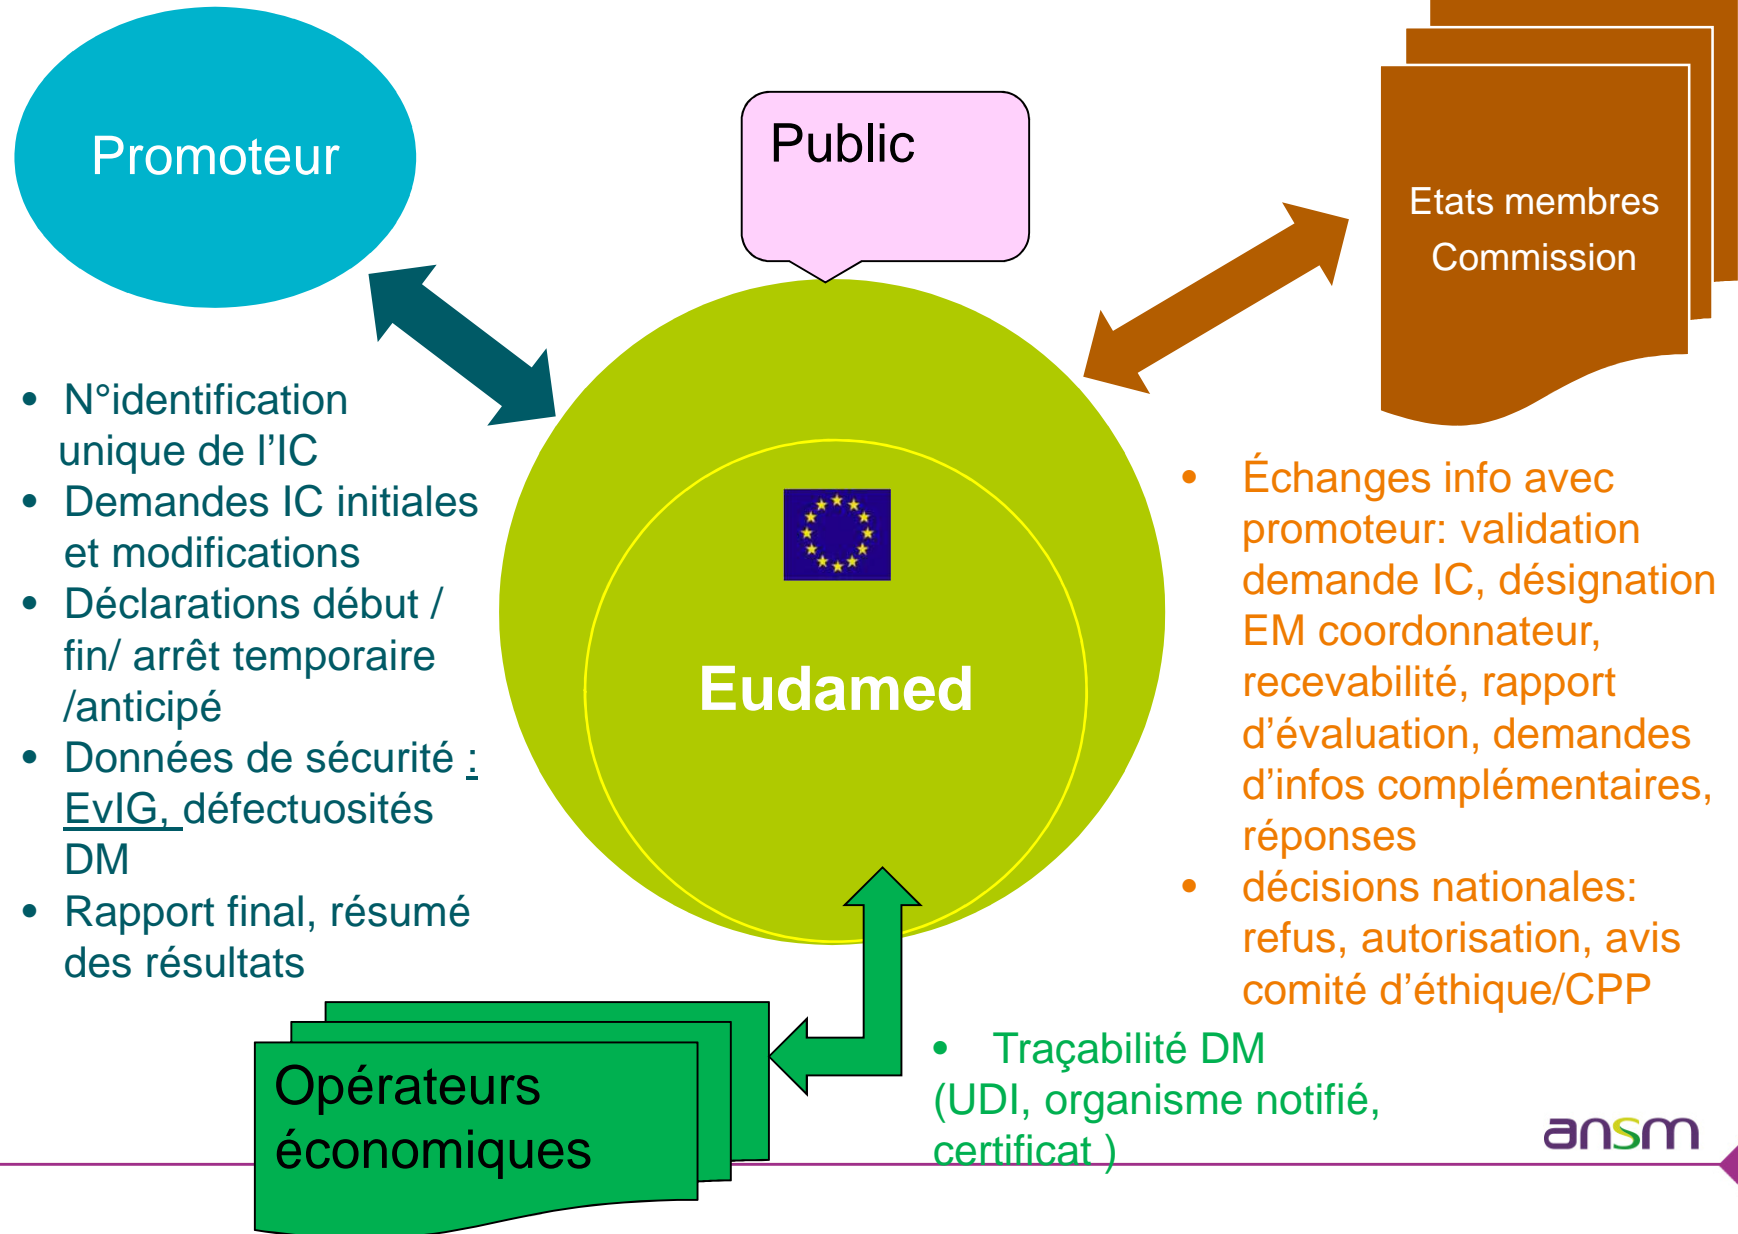 Promoteur
Public
Etats membres
Commission
• N°identification
unique de l’IC
• Demandes IC initiales
et modifications
• Déclarations début /
fin/ arrêt temporaire
/anticipé
• Données de sécurité :
EvIG, défectuosités
DM
• Rapport final, résumé
des résultats
Eudamed
• Échanges info avec
promoteur: validation
demande IC, désignation
EM coordonnateur,
recevabilité, rapport
d’évaluation, demandes
d’infos complémentaires,
réponses
• décisions nationales:
refus, autorisation, avis
comité d’éthique/CPP
Opérateurs
économiques
• Traçabilité DM
(UDI, organisme notifié,
certificat )
ansm